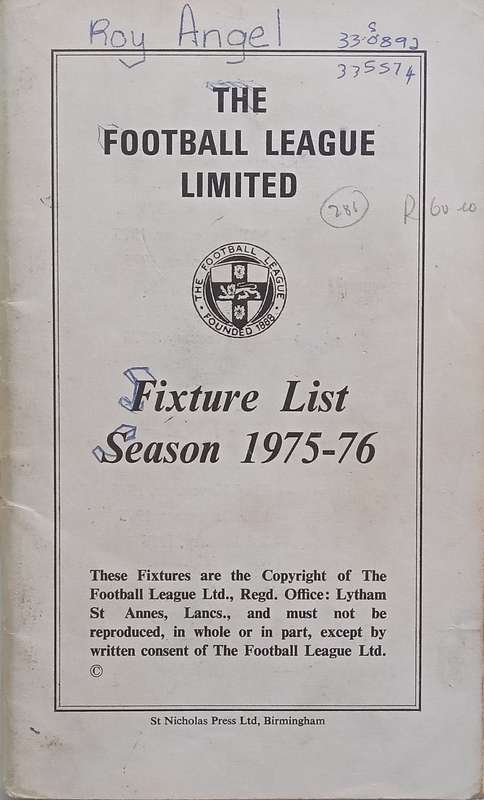 Roy Angel
335574
THE
FOOTBALL LEAGUE
LIMITED
281
THE FOOTBALL LEAGUE
FOUNDED 1888
Fixture List
Season 1975-76
These Fixtures are the Copyright of The
Football League Ltd., Regd. Office: Lytham
St Annes, Lancs., and must not be
reproduced, in whole or in part, except by
written consent of The Football League Ltd.
©
St Nicholas Press Ltd, Birmingham